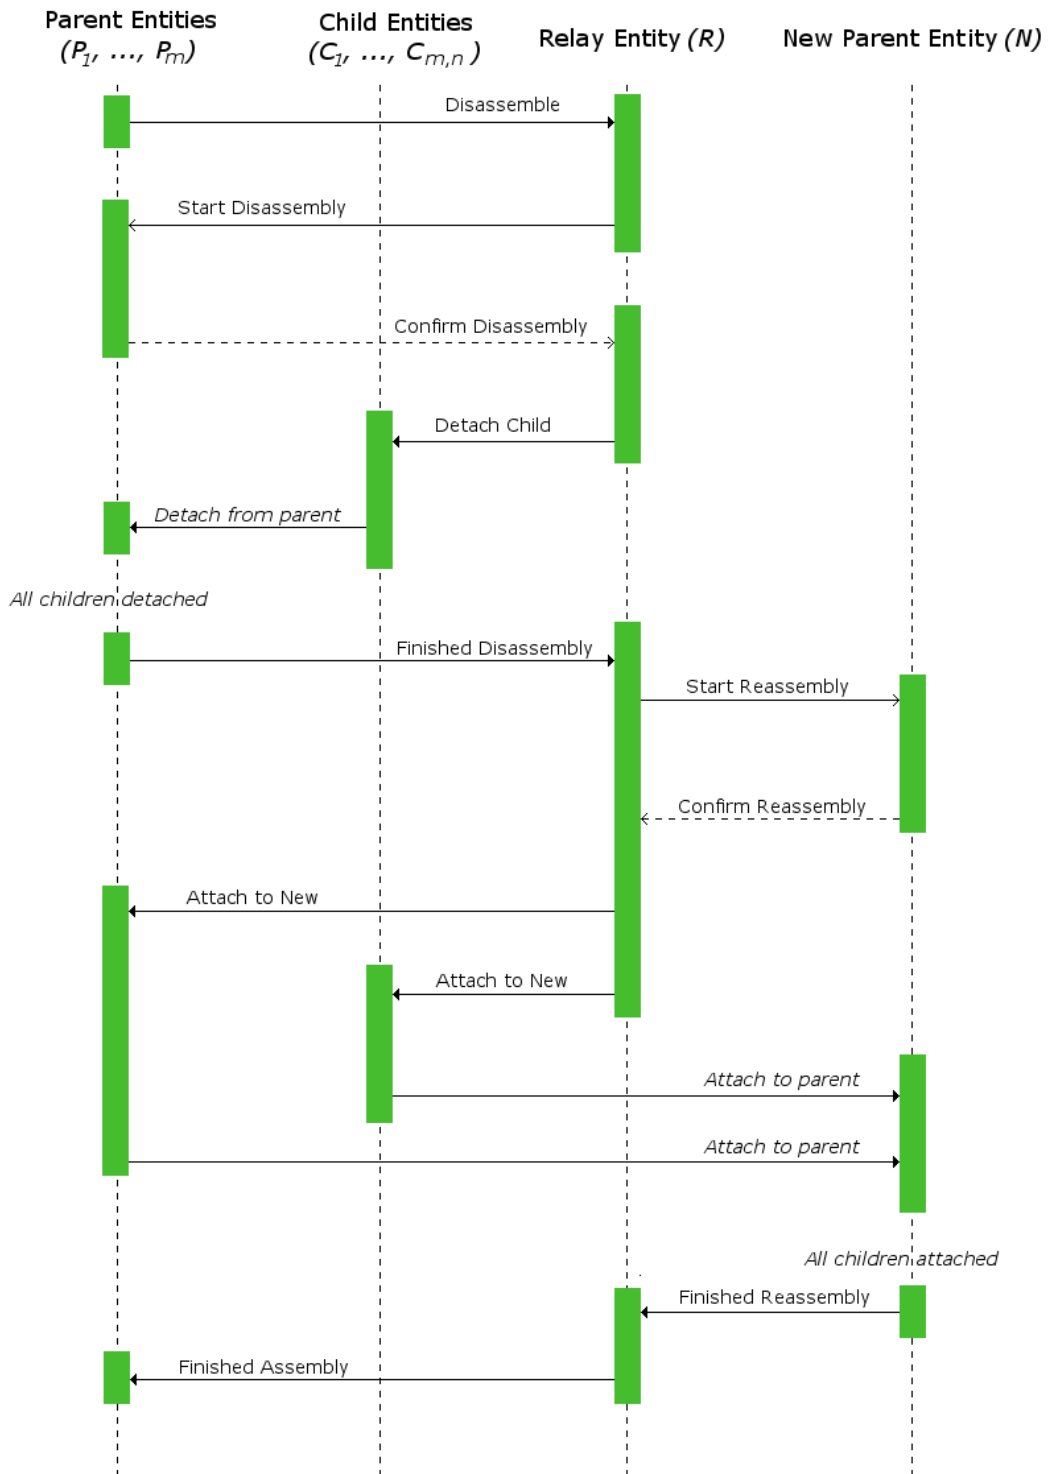 Parent Entities
(P1, ..., Pm)
Child Entities
(C1, ..., Cm,n)
Relay Entity (R)
New Parent Entity (N)
Disassemble
Start Disassembly
Confirm Disassembly
Detach Child
Detach from parent
All children detached
Finished Disassembly
Start Reassembly
Confirm Reassembly
Attach to New
Attach to New
Attach to parent
Attach to parent
All children attached
Finished Reassembly
Finished Assembly